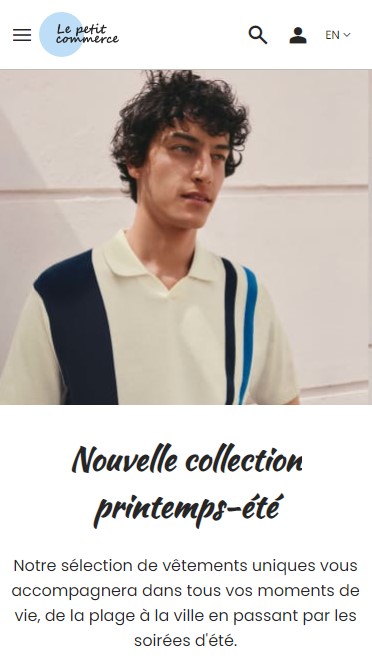 Le petit
commerce
EN
Nouvelle collection
printemps-été
Notre sélection de vêtements uniques vous
accompagnera dans tous vos moments de
vie, de la plage à la ville en passant par les
soirées d'été.